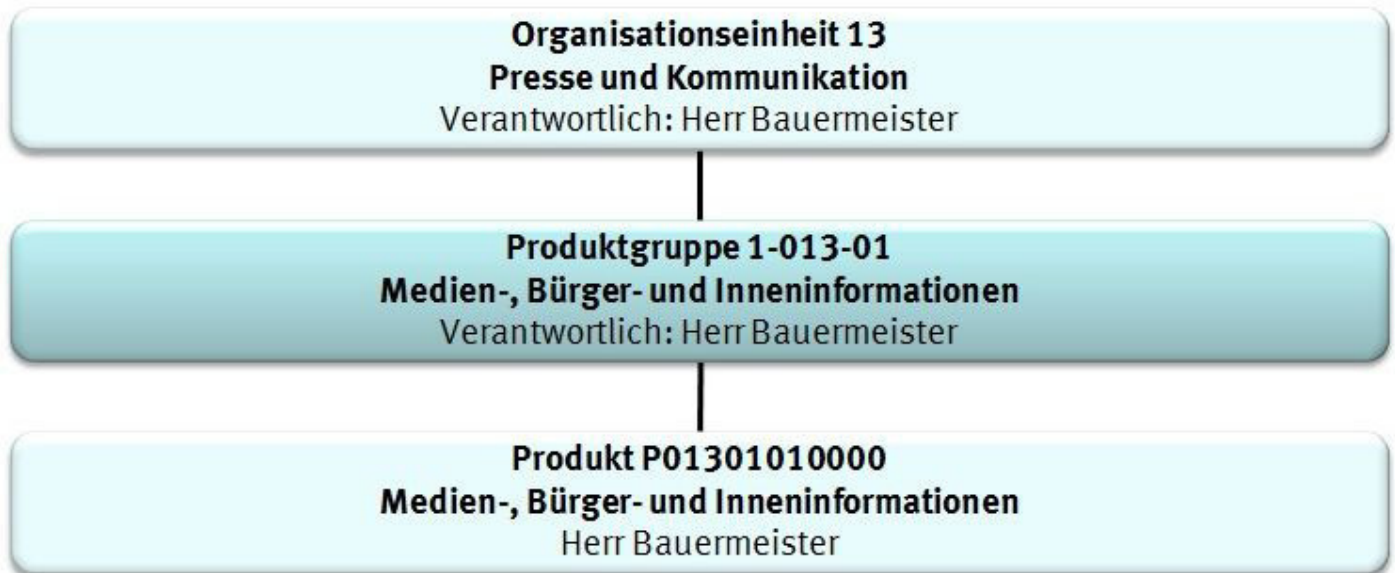 Organisationseinheit 13
Presse und Kommunikation
Verantwortlich: Herr Bauermeister
Produktgruppe 1-013-01
Medien-, Bürger- und Inneninformationen
Verantwortlich: Herr Bauermeister
Produkt P01301010000
Medien-, Bürger- und Inneninformationen
Herr Bauermeister